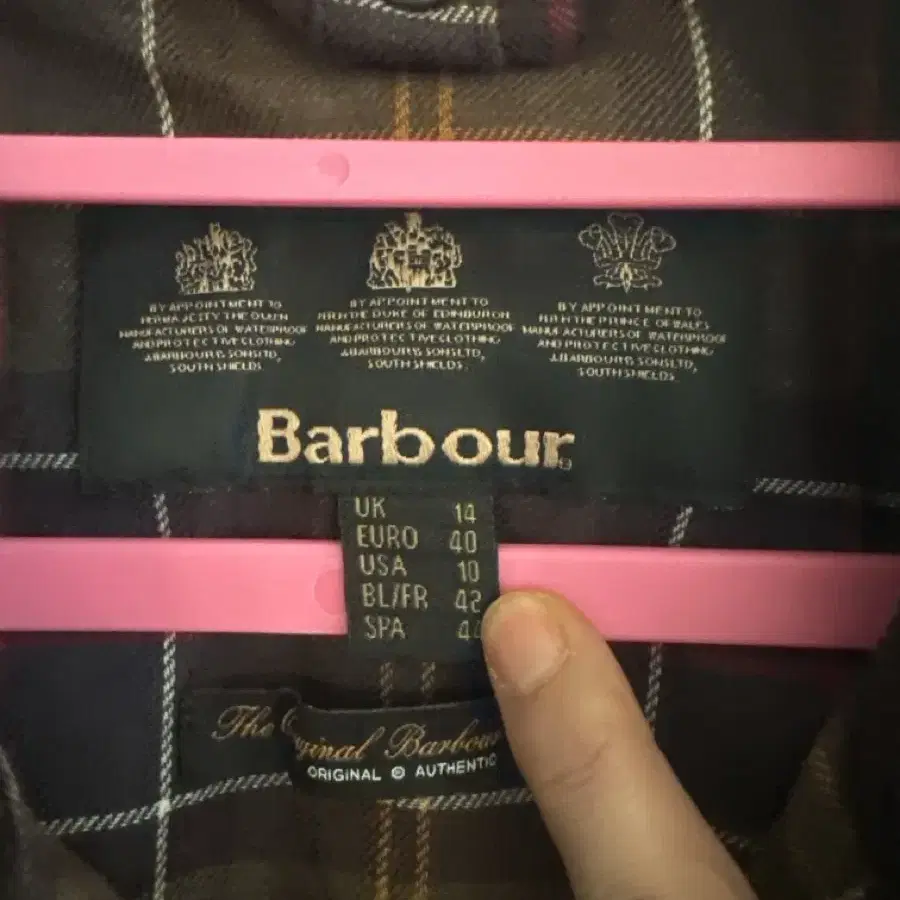 BY APPOINTMENT TO
HER MAJESTY THE QUEEN
MANUFACTURERS OF WATERPROOF
AND PROTECTIVE CLOTHING
J.BARBOUR & SONS LTD,
SOUTH SHIELDS.
BY APPOINTMENT TO
HRH THE DUKE OF EDINBURGH
MANUFACTURERS OF WATERPROOF
AND PROTECTIVE CLOTHING
J.BARBOUR & SONS LTD,
SOUTH SHIELDS.
BY APPOINTMENT TO
HRH THE PRINCE OF WALES
MANUFACTURERS OF WATERPROOF
AND PROTECTIVE CLOTHING
J.BARBOUR & SONS LTD,
SOUTH SHIELDS.
Barbour
UK 14
EURO 40
USA 10
BL/FR 42
SPA 44
The Original Barbour
ORIGINAL © AUTHENTIC